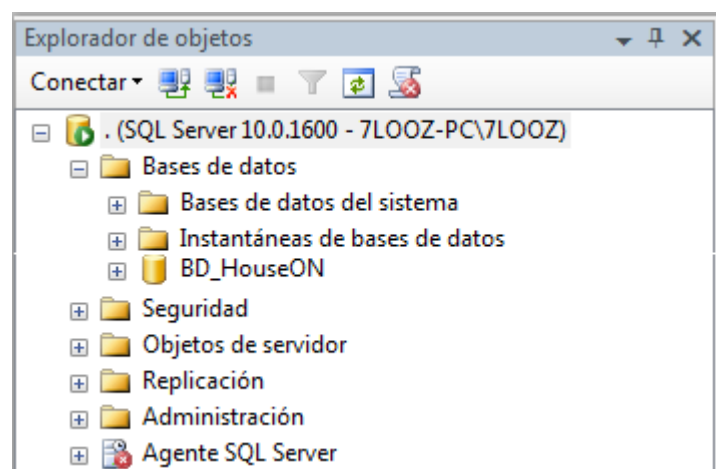 Explorador de objetos
Conectar
. (SQL Server 10.0.1600 - 7LOOZ-PC\7LOOZ)
Bases de datos
Bases de datos del sistema
Instantáneas de bases de datos
BD_HouseON
Seguridad
Objetos de servidor
Replicación
Administración
Agente SQL Server